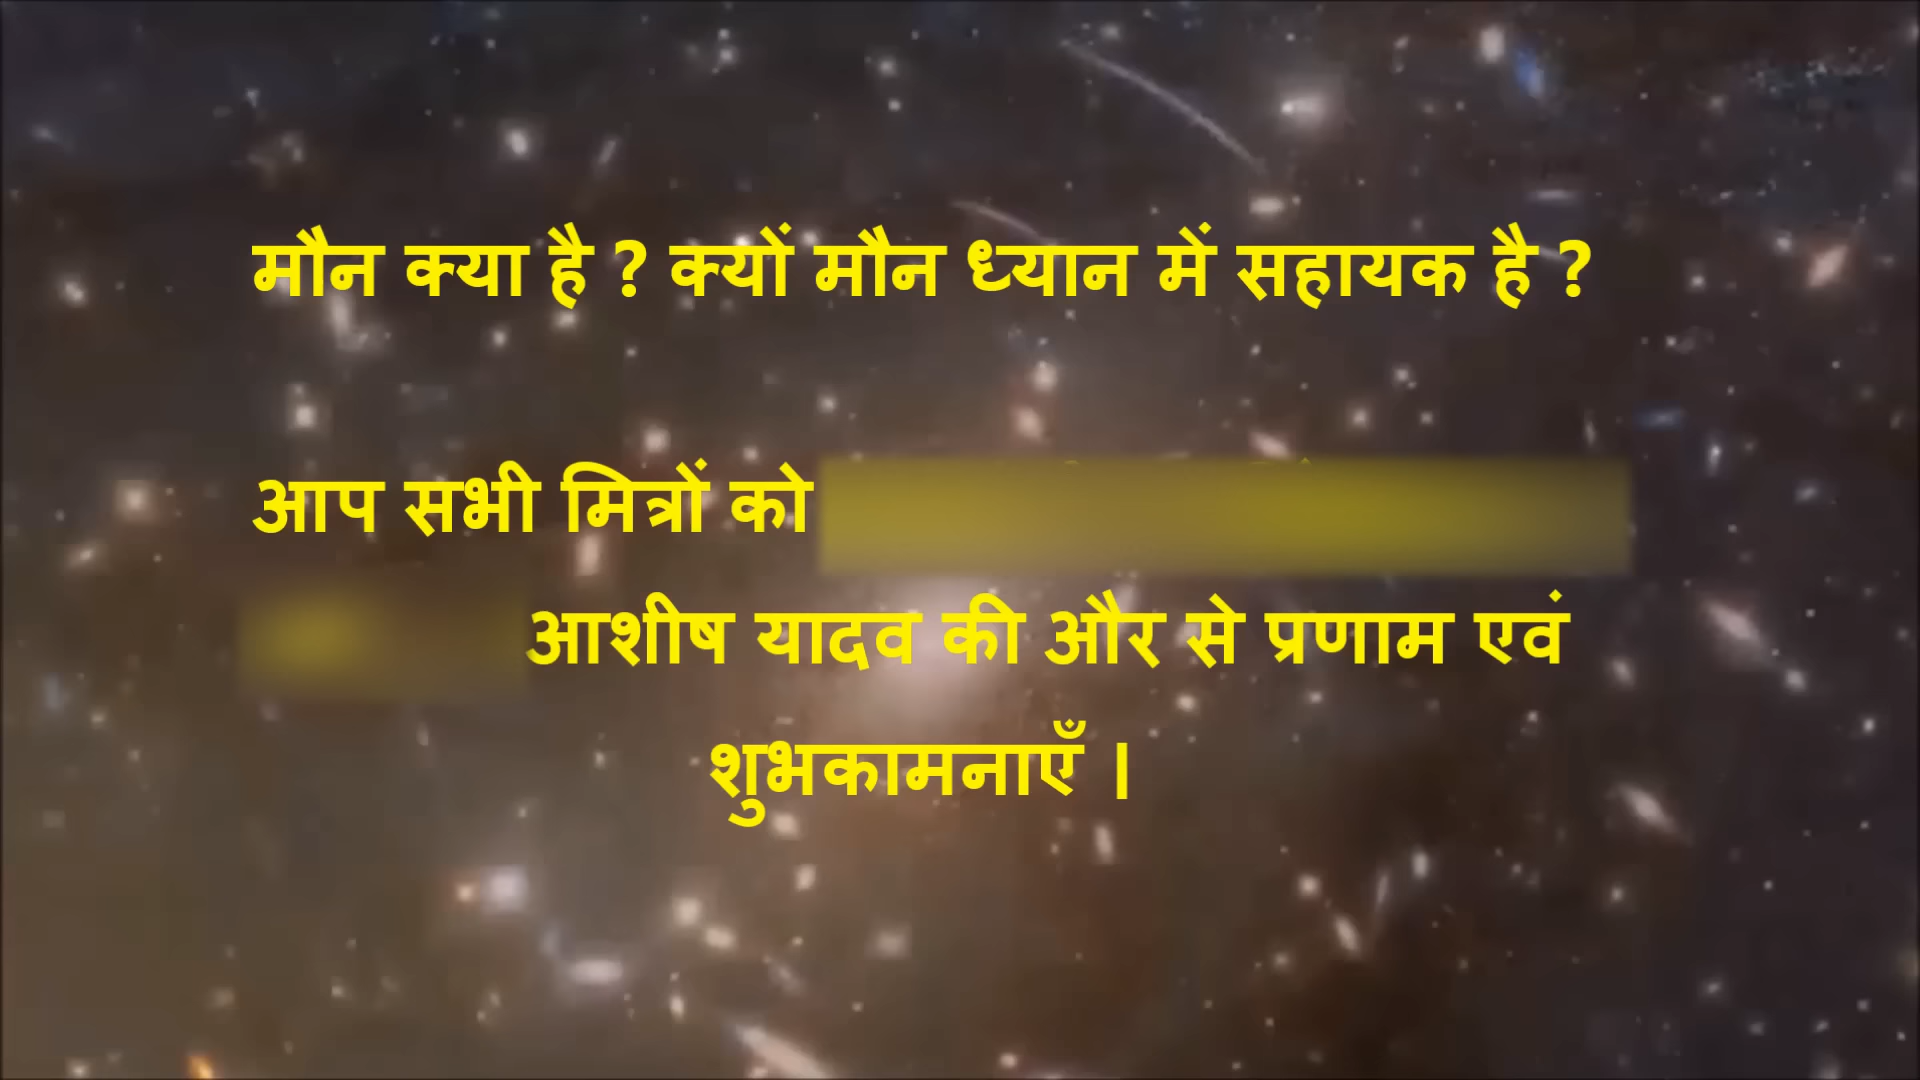 मौन क्या है ? क्यों मौन ध्यान में सहायक है ?
आप सभी मित्रों को
आशीष यादव की और से प्रणाम एवं
शुभकामनाएँ ।